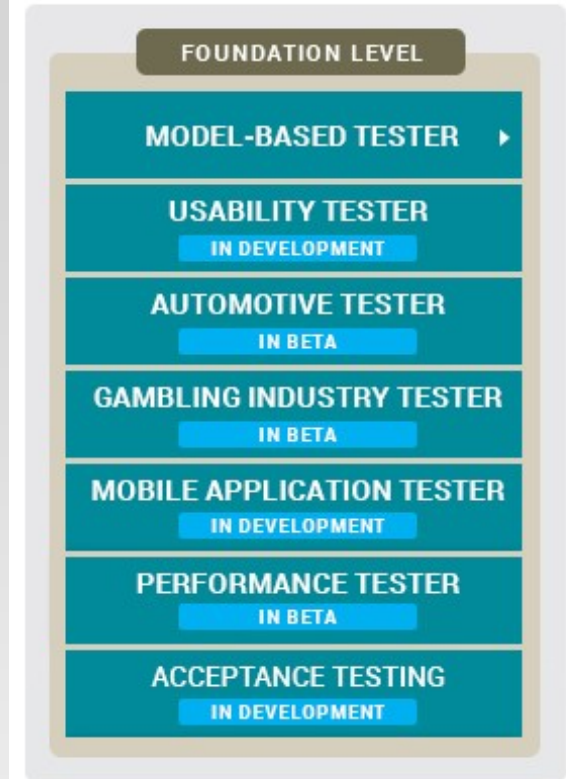 FOUNDATION LEVEL
MODEL-BASED TESTER
USABILITY TESTER
IN DEVELOPMENT
AUTOMOTIVE TESTER
IN BETA
GAMBLING INDUSTRY TESTER
IN BETA
MOBILE APPLICATION TESTER
IN DEVELOPMENT
PERFORMANCE TESTER
IN BETA
ACCEPTANCE TESTING
IN DEVELOPMENT